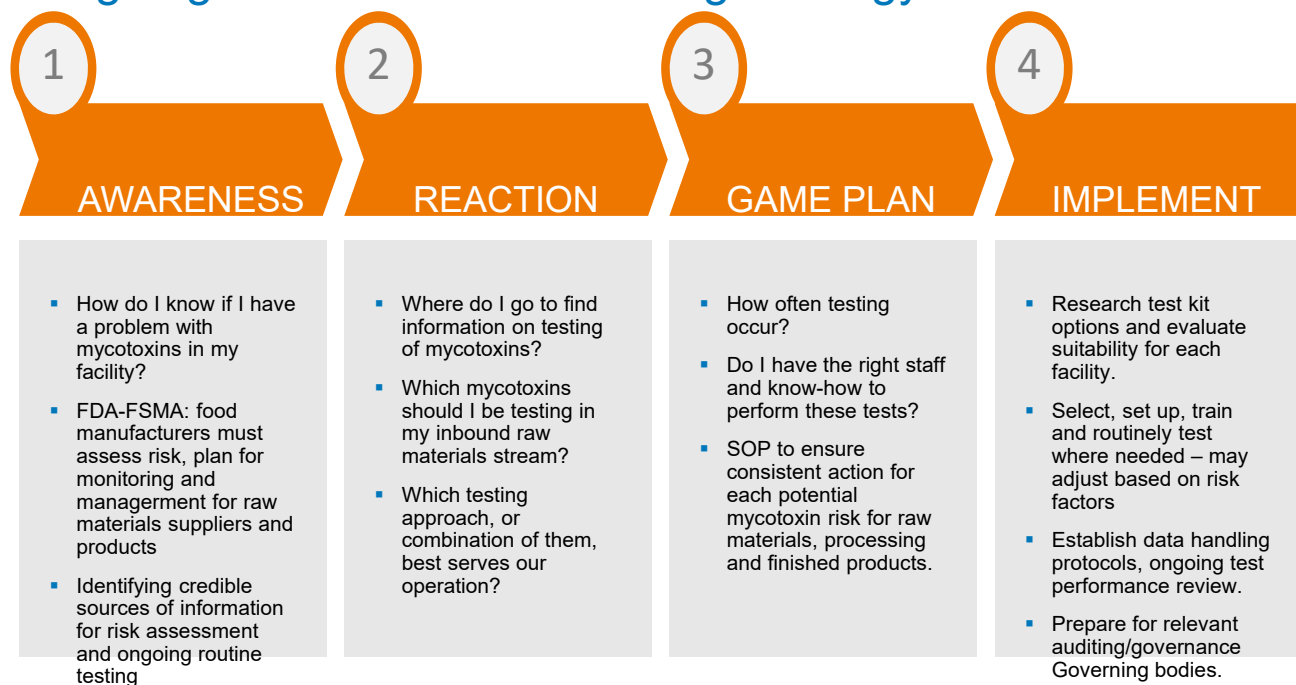 1
AWARENESS
How do I know if I have
a problem with
mycotoxins in my
facility?
FDA-FSMA: food
manufacturers must
assess risk, plan for
monitoring and
managerment for raw
materials suppliers and
products
Identifying credible
sources of information
for risk assessment
and ongoing routine
testing
2
REACTION
Where do I go to find
information on testing
of mycotoxins?
Which mycotoxins
should I be testing in
my inbound raw
materials stream?
Which testing
approach, or
combination of them,
best serves our
operation?
3
GAME PLAN
How often testing
occur?
Do I have the right staff
and know-how to
perform these tests?
SOP to ensure
consistent action for
each potential
mycotoxin risk for raw
materials, processing
and finished products.
4
IMPLEMENT
Research test kit
options and evaluate
suitability for each
facility.
Select, set up, train
and routinely test
where needed – may
adjust based on risk
factors
Establish data handling
protocols, ongoing test
performance review.
Prepare for relevant
auditing/governance
Governing bodies.